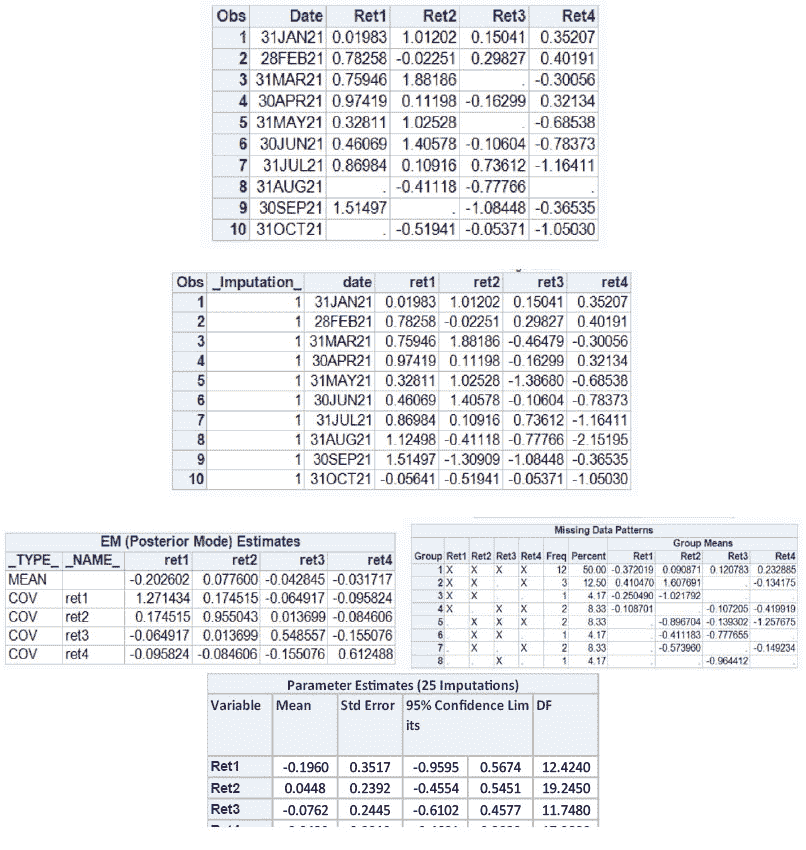 Obs Date Ret1 Ret2 Ret3 Ret4
1 31JAN21 0.01983 1.01202 0.15041 0.35207
2 28FEB21 0.78258 -0.02251 0.29827 0.40191
3 31MAR21 0.75946 1.88186 . -0.30056
4 30APR21 0.97419 0.11198 -0.16299 0.32134
5 31MAY21 0.32811 1.02528 . -0.68538
6 30JUN21 0.46069 1.40578 -0.10604 -0.78373
7 31JUL21 0.86984 0.10916 0.73612 -1.16411
8 31AUG21 . -0.41118 -0.77766 .
9 30SEP21 1.51497 . -1.08448 -0.36535
10 31OCT21 . -0.51941 -0.05371 -1.05030
Obs _Imputation_ date ret1 ret2 ret3 ret4
1 1 31JAN21 0.01983 1.01202 0.15041 0.35207
2 1 28FEB21 0.78258 -0.02251 0.29827 0.40191
3 1 31MAR21 0.75946 1.88186 -0.46479 -0.30056
4 1 30APR21 0.97419 0.11198 -0.16299 0.32134
5 1 31MAY21 0.32811 1.02528 -1.38680 -0.68538
6 1 30JUN21 0.46069 1.40578 -0.10604 -0.78373
7 1 31JUL21 0.86984 0.10916 0.73612 -1.16411
8 1 31AUG21 1.12498 -0.41118 -0.77766 -2.15195
9 1 30SEP21 1.51497 -1.30909 -1.08448 -0.36535
10 1 31OCT21 -0.05641 -0.51941 -0.05371 -1.05030
EM (Posterior Mode) Estimates
_TYPE_ _NAME_ ret1 ret2 ret3 ret4
MEAN -0.202602 0.077600 -0.042845 -0.031717
COV ret1 1.271434 0.174515 -0.064917 -0.095824
COV ret2 0.174515 0.955043 0.013699 -0.084606
COV ret3 -0.064917 0.013699 0.548557 -0.155076
COV ret4 -0.095824 -0.084606 -0.155076 0.612488
Missing Data Patterns
Group Means
Group Ret1 Ret2 Ret3 Ret4 Freq Percent Ret1 Ret2 Ret3 Ret4
1 X X X X 12 50.00 -0.372019 0.090871 0.120783 0.232885
2 X X . X 3 12.50 0.410470 1.607691 . -0.134175
3 X X . . 1 4.17 -0.250490 -1.021792 . .
4 X . X X 2 8.33 -0.108701 . -0.107205 -0.419919
5 . X X X 2 8.33 . -0.896704 -0.139302 -1.257675
6 . X X . 1 4.17 . -0.411183 -0.777655 .
7 . X . X 2 8.33 . -0.573960 . -0.149234
8 . . X . 1 4.17 . . -0.964412 .
Parameter Estimates (25 Imputations)
Variable Mean Std Error 95% Confidence Lim DF
its
Ret1 -0.1960 0.3517 -0.9595 0.5674 12.4240
Ret2 0.0448 0.2392 -0.4554 0.5451 19.2450
Ret3 -0.0762 0.2445 -0.6102 0.4577 11.7480